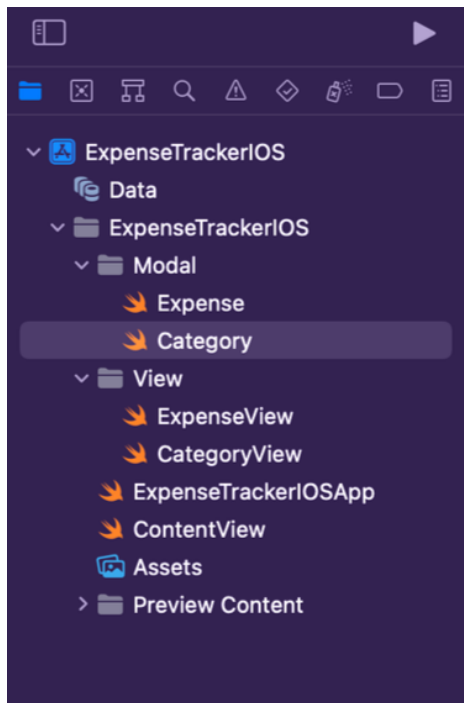 ExpenseTrackerIOS
Data
ExpenseTrackerIOS
Modal
Expense
Category
View
ExpenseView
CategoryView
ExpenseTrackerIOSApp
ContentView
Assets
Preview Content